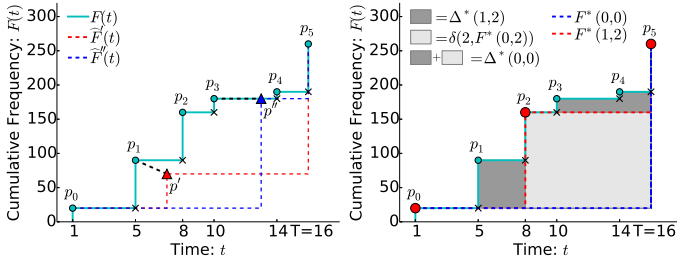 Cumulative Frequency: F(t)
300
250
200
150
100
50
0
F(t)
F̃′(t)
F̃″(t)
p₀
p₁
p₂
p₃
p₄
p₅
p′
p″
1 5 8 10 14 T=16
Time: t
Cumulative Frequency: F(t)
300
250
200
150
100
50
0
=Δ*(1,2)
=δ(2,F*(0,2))
+ =Δ*(0,0)
F*(0,0)
F*(1,2)
p₀
p₁
p₂
p₃
p₄
p₅
1 5 8 10 14 T=16
Time: t